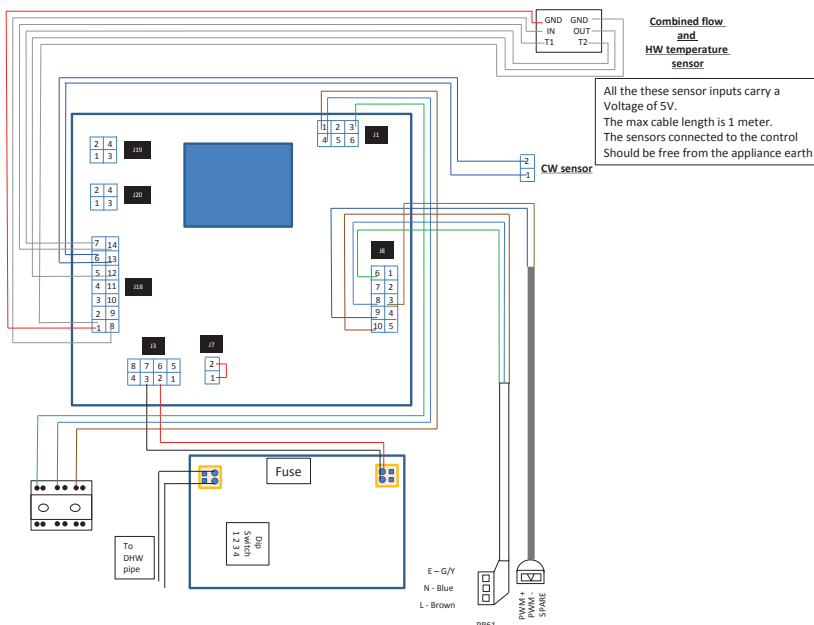 GND GND
IN OUT
T1 T2
Combined flow
and
HW temperature
sensor
All the these sensor inputs carry a
Voltage of 5V.
The max cable length is 1 meter.
The sensors connected to the control
Should be free from the appliance earth
2
1
CW sensor
1 2 3
4 5 6
J1
2 4
1 3
J19
2 4
1 3
J20
7 14
6 13
5 12
4 11
3 10
2 9
1 8
J18
J8
6 1
7 2
8 3
9 4
10 5
J3
8 7 6 5
4 3 2 1
J7
2
1
Fuse
Dip
Switch
1 2 3 4
To
DHW
pipe
E – G/Y
N - Blue
L - Brown
PWM +
PWM -
SPARE